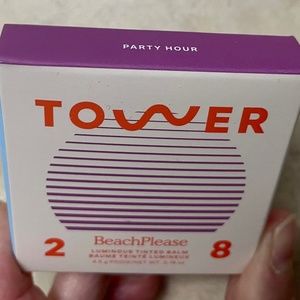 PARTY HOUR
TOWER
2 8
BeachPlease
LUMINOUS TINTED BALM
BAUME TEINTÉ LUMINEUX